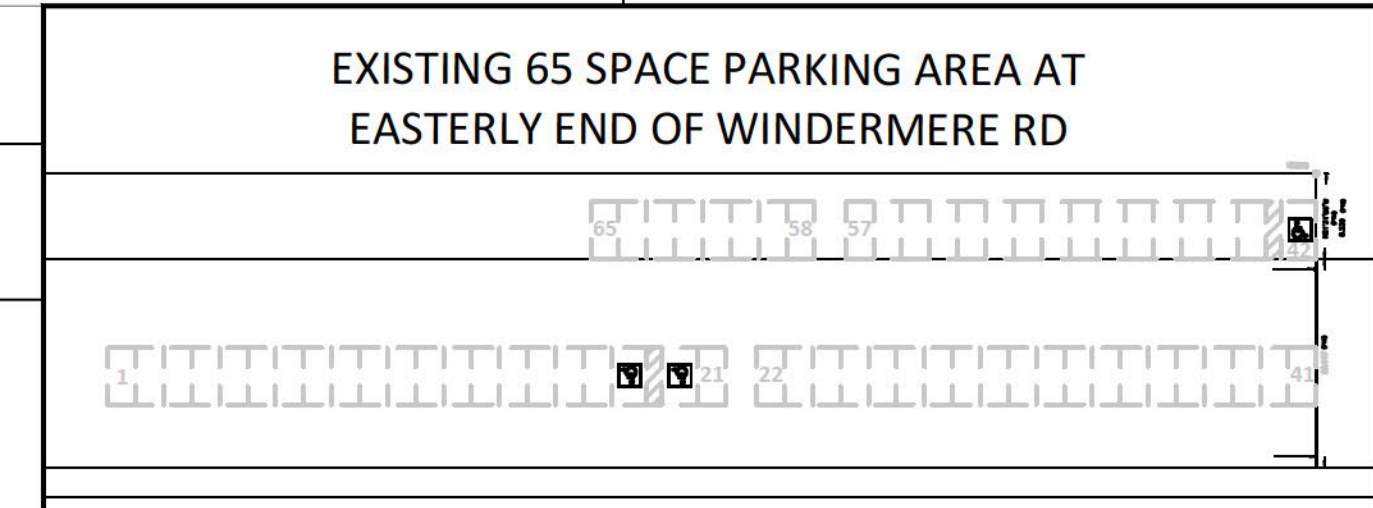 EXISTING 65 SPACE PARKING AREA AT
EASTERLY END OF WINDERMERE RD
65 58 57 42
1 21 22 41